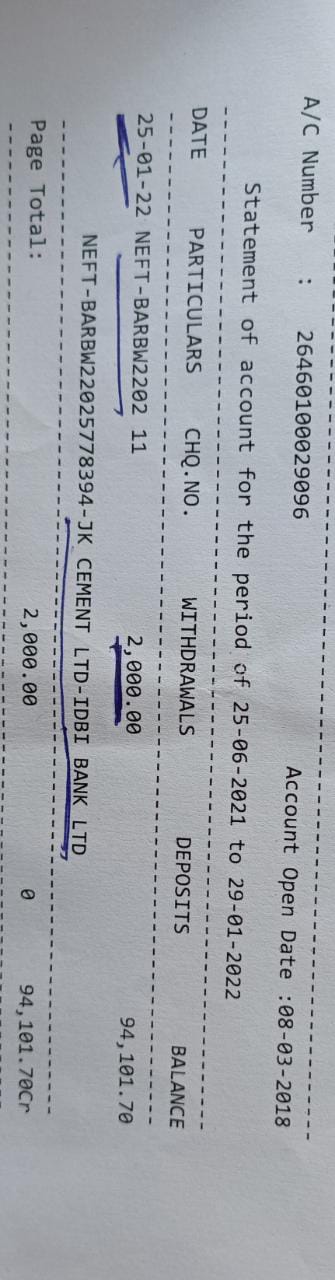 A/C Number : 26460100029096 Account Open Date :08-03-2018
Statement of account for the period of 25-06-2021 to 29-01-2022
DATE PARTICULARS CHQ.NO. WITHDRAWALS DEPOSITS BALANCE
25-01-22 NEFT-BARBW2202 11 2,000.00 94,101.70
NEFT-BARBW22025778394-JK CEMENT LTD-IDBI BANK LTD
Page Total: 2,000.00 0 94,101.70Cr